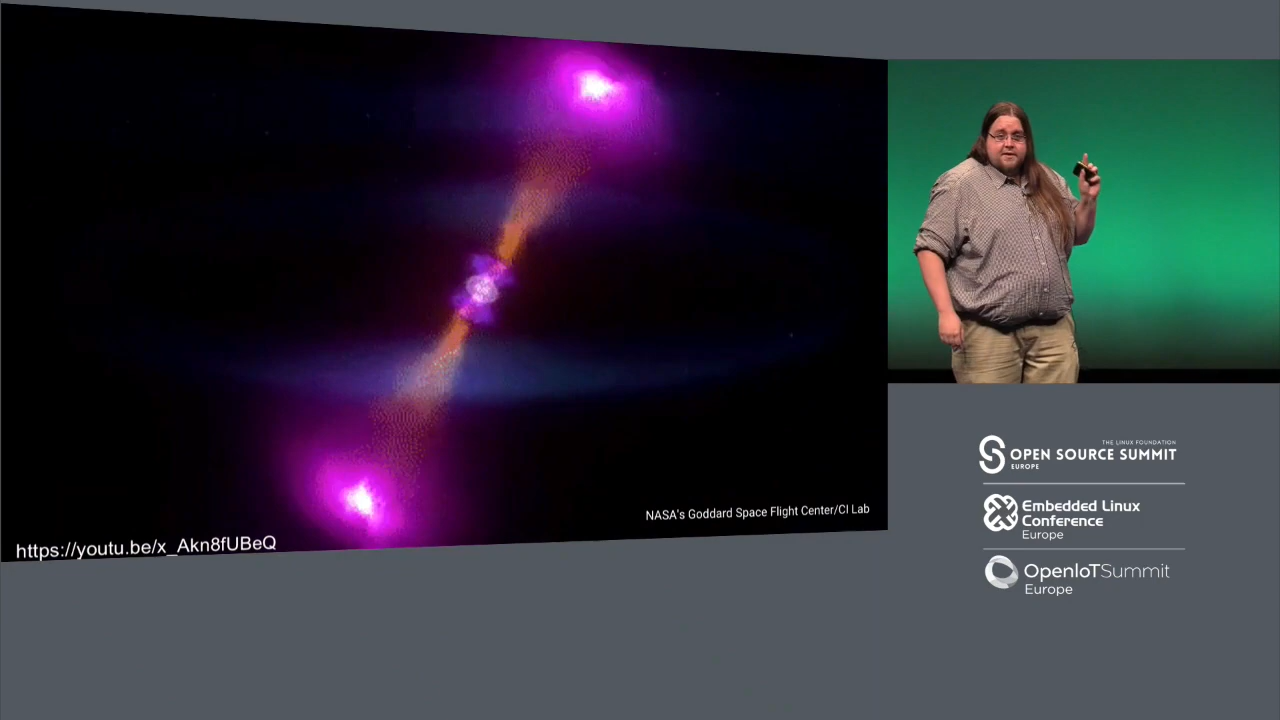 NASA's Goddard Space Flight Center/CI Lab
https://youtu.be/x_Akn8fUBeQ
THE LINUX FOUNDATION
OPEN SOURCE SUMMIT
EUROPE
Embedded Linux
Conference
Europe
OpenIoTSummit
Europe